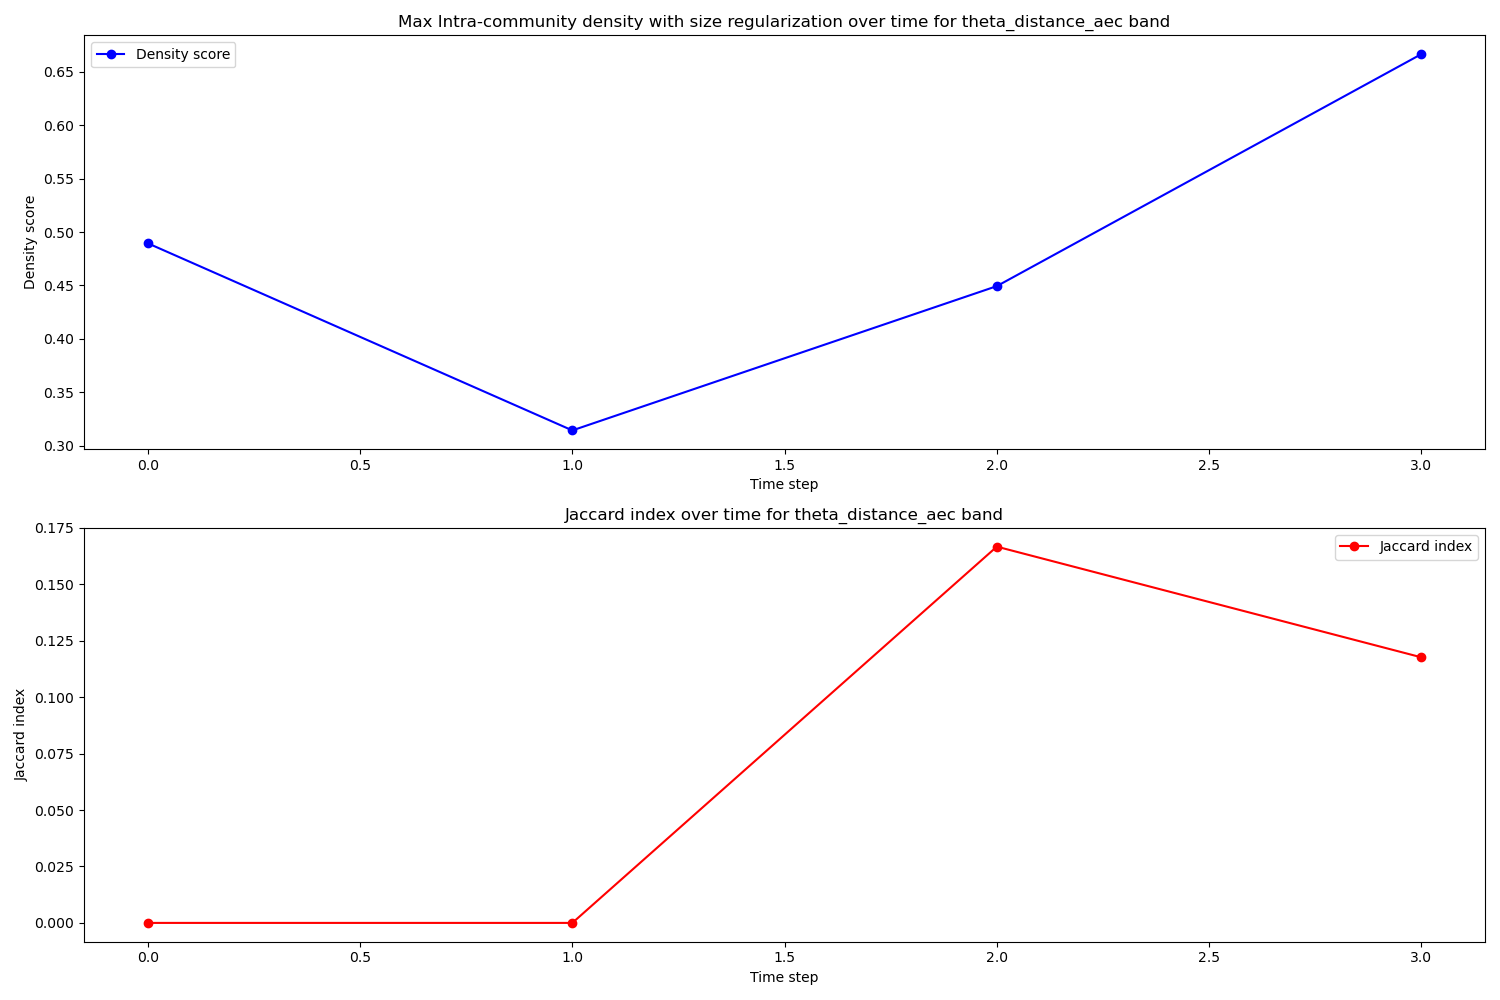 Max Intra-community density with size regularization over time for theta_distance_aec band
Density score
0.65
0.60
0.55
0.50
0.45
0.40
0.35
0.30
Density score
0.0 0.5 1.0 1.5 2.0 2.5 3.0
Time step
Jaccard index over time for theta_distance_aec band
Jaccard index
0.175
0.150
0.125
0.100
0.075
0.050
0.025
0.000
Jaccard index
0.0 0.5 1.0 1.5 2.0 2.5 3.0
Time step